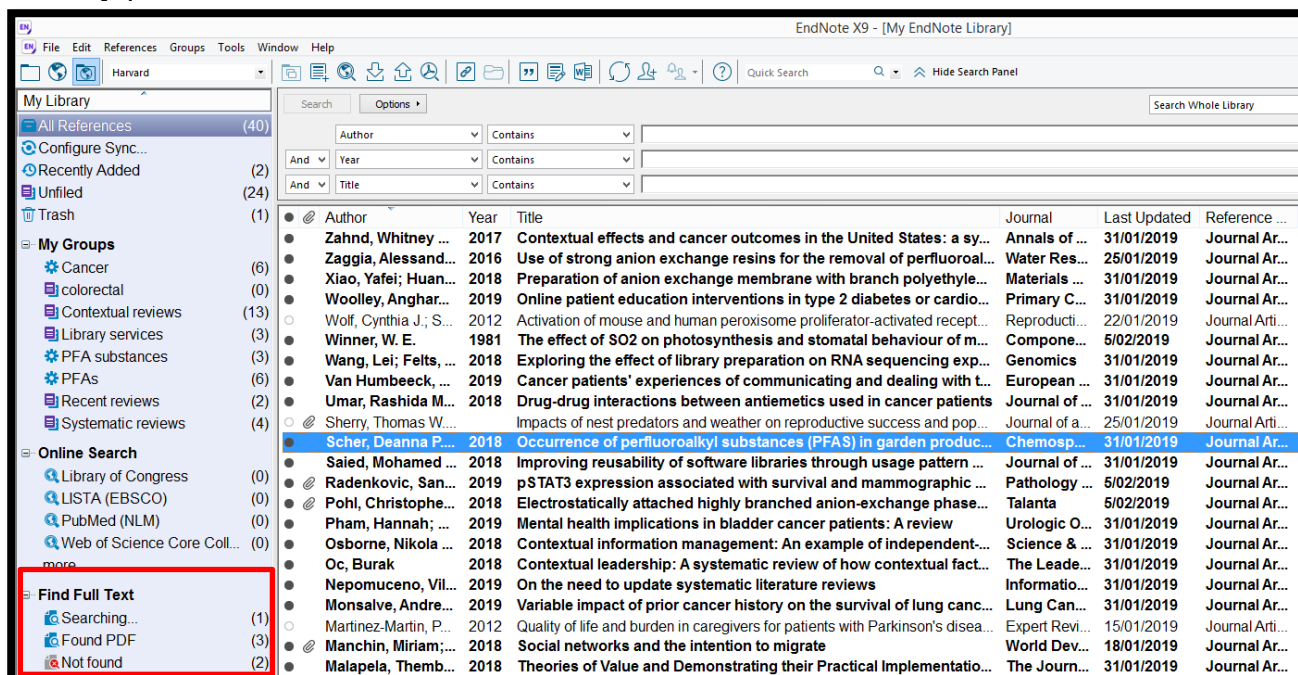 EndNote X9 - [My EndNote Library]
File Edit References Groups Tools Window Help
Harvard Quick Search Hide Search Panel
My Library
All References (40)
Configure Sync...
Recently Added (2)
Unfiled (24)
Trash (1)
My Groups
Cancer (6)
colorectal (0)
Contextual reviews (13)
Library services (3)
PFA substances (3)
PFAs (6)
Recent reviews (2)
Systematic reviews (4)
Online Search
Library of Congress (0)
LISTA (EBSCO) (0)
PubMed (NLM) (0)
Web of Science Core Coll... (0)
more...
Find Full Text
Searching... (1)
Found PDF (3)
Not found (2)
Search Options Search Whole Library
Author Contains
And Year Contains
And Title Contains
Author Year Title Journal Last Updated Reference ...
Zahnd, Whitney ... 2017 Contextual effects and cancer outcomes in the United States: a sy... Annals of ... 31/01/2019 Journal Ar...
Zaggia, Alessand... 2016 Use of strong anion exchange resins for the removal of perfluoroal... Water Res... 25/01/2019 Journal Ar...
Xiao, Yafei; Huan... 2018 Preparation of anion exchange membrane with branch polyethyle... Materials ... 31/01/2019 Journal Ar...
Woolley, Anghar... 2019 Online patient education interventions in type 2 diabetes or cardio... Primary C... 31/01/2019 Journal Ar...
Wolf, Cynthia J.; S... 2012 Activation of mouse and human peroxisome proliferator-activated recept... Reproducti... 22/01/2019 Journal Arti...
Winner, W. E. 1981 The effect of SO2 on photosynthesis and stomatal behaviour of m... Compone... 5/02/2019 Journal Ar...
Wang, Lei; Felts, ... 2018 Exploring the effect of library preparation on RNA sequencing exp... Genomics 31/01/2019 Journal Ar...
Van Humbeeck, ... 2019 Cancer patients' experiences of communicating and dealing with t... European ... 31/01/2019 Journal Ar...
Umar, Rashida M... 2018 Drug-drug interactions between antiemetics used in cancer patients Journal of ... 31/01/2019 Journal Ar...
Sherry, Thomas W.... Impacts of nest predators and weather on reproductive success and pop... Journal of a... 25/01/2019 Journal Arti...
Scher, Deanna P.... 2018 Occurrence of perfluoroalkyl substances (PFAS) in garden produc... Chemosp... 31/01/2019 Journal Ar...
Saied, Mohamed ... 2018 Improving reusability of software libraries through usage pattern ... Journal of ... 31/01/2019 Journal Ar...
Radenkovic, San... 2019 pSTAT3 expression associated with survival and mammographic ... Pathology ... 5/02/2019 Journal Ar...
Pohl, Christophe... 2018 Electrostatically attached highly branched anion-exchange phase... Talanta 5/02/2019 Journal Ar...
Pham, Hannah; ... 2019 Mental health implications in bladder cancer patients: A review Urologic O... 31/01/2019 Journal Ar...
Osborne, Nikola ... 2018 Contextual information management: An example of independent-... Science & ... 31/01/2019 Journal Ar...
Oc, Burak 2018 Contextual leadership: A systematic review of how contextual fact... The Leade... 31/01/2019 Journal Ar...
Nepomuceno, Vil... 2019 On the need to update systematic literature reviews Informatio... 31/01/2019 Journal Ar...
Monsalve, Andre... 2019 Variable impact of prior cancer history on the survival of lung canc... Lung Can... 31/01/2019 Journal Ar...
Martinez-Martin, P... 2012 Quality of life and burden in caregivers for patients with Parkinson's disea... Expert Revi... 15/01/2019 Journal Arti...
Manchin, Miriam;... 2018 Social networks and the intention to migrate World Dev... 18/01/2019 Journal Ar...
Malapela, Themb... 2018 Theories of Value and Demonstrating their Practical Implementatio... The Journ... 31/01/2019 Journal Ar...